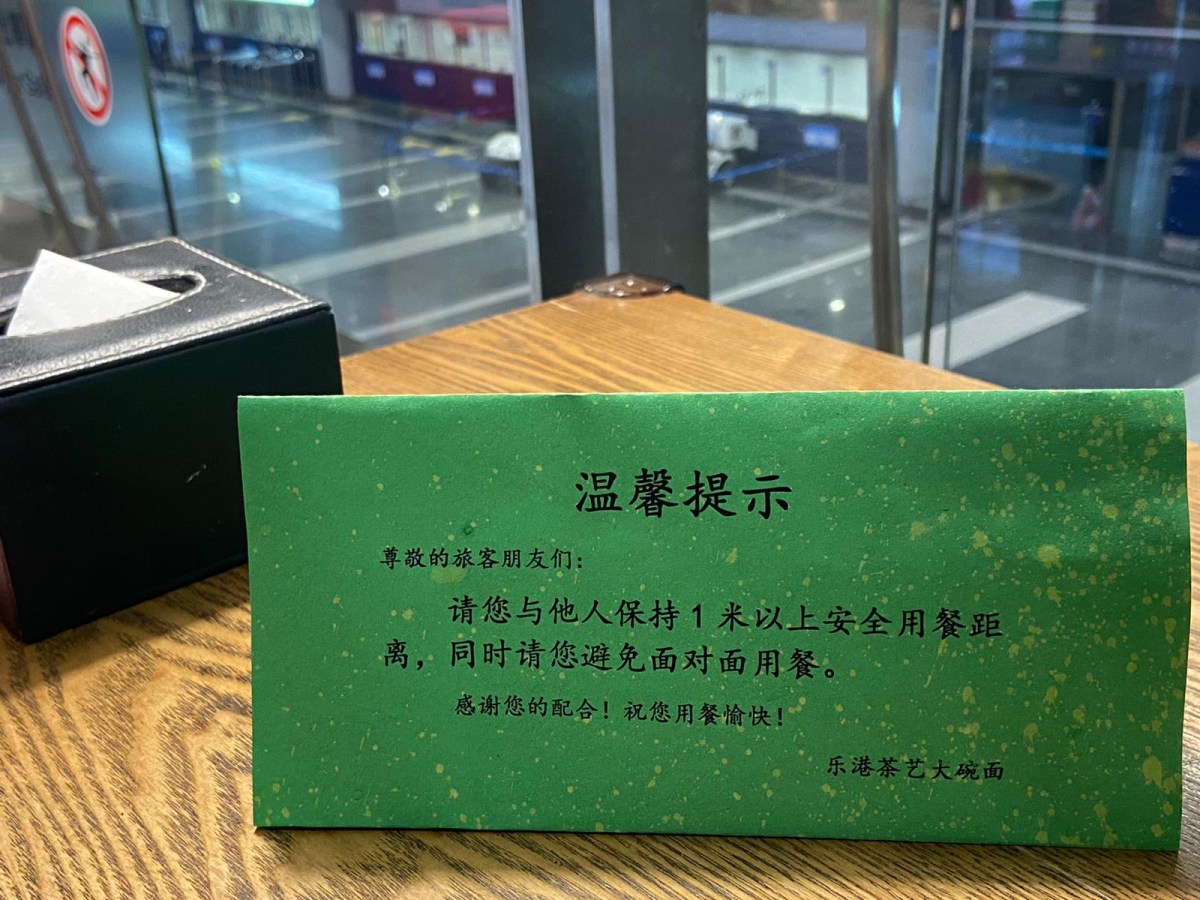 温馨提示
尊敬的旅客朋友们：
请您与他人保持1米以上安全用餐距
离，同时请您避免面对面用餐。
感谢您的配合！祝您用餐愉快！
乐港茶艺大碗面